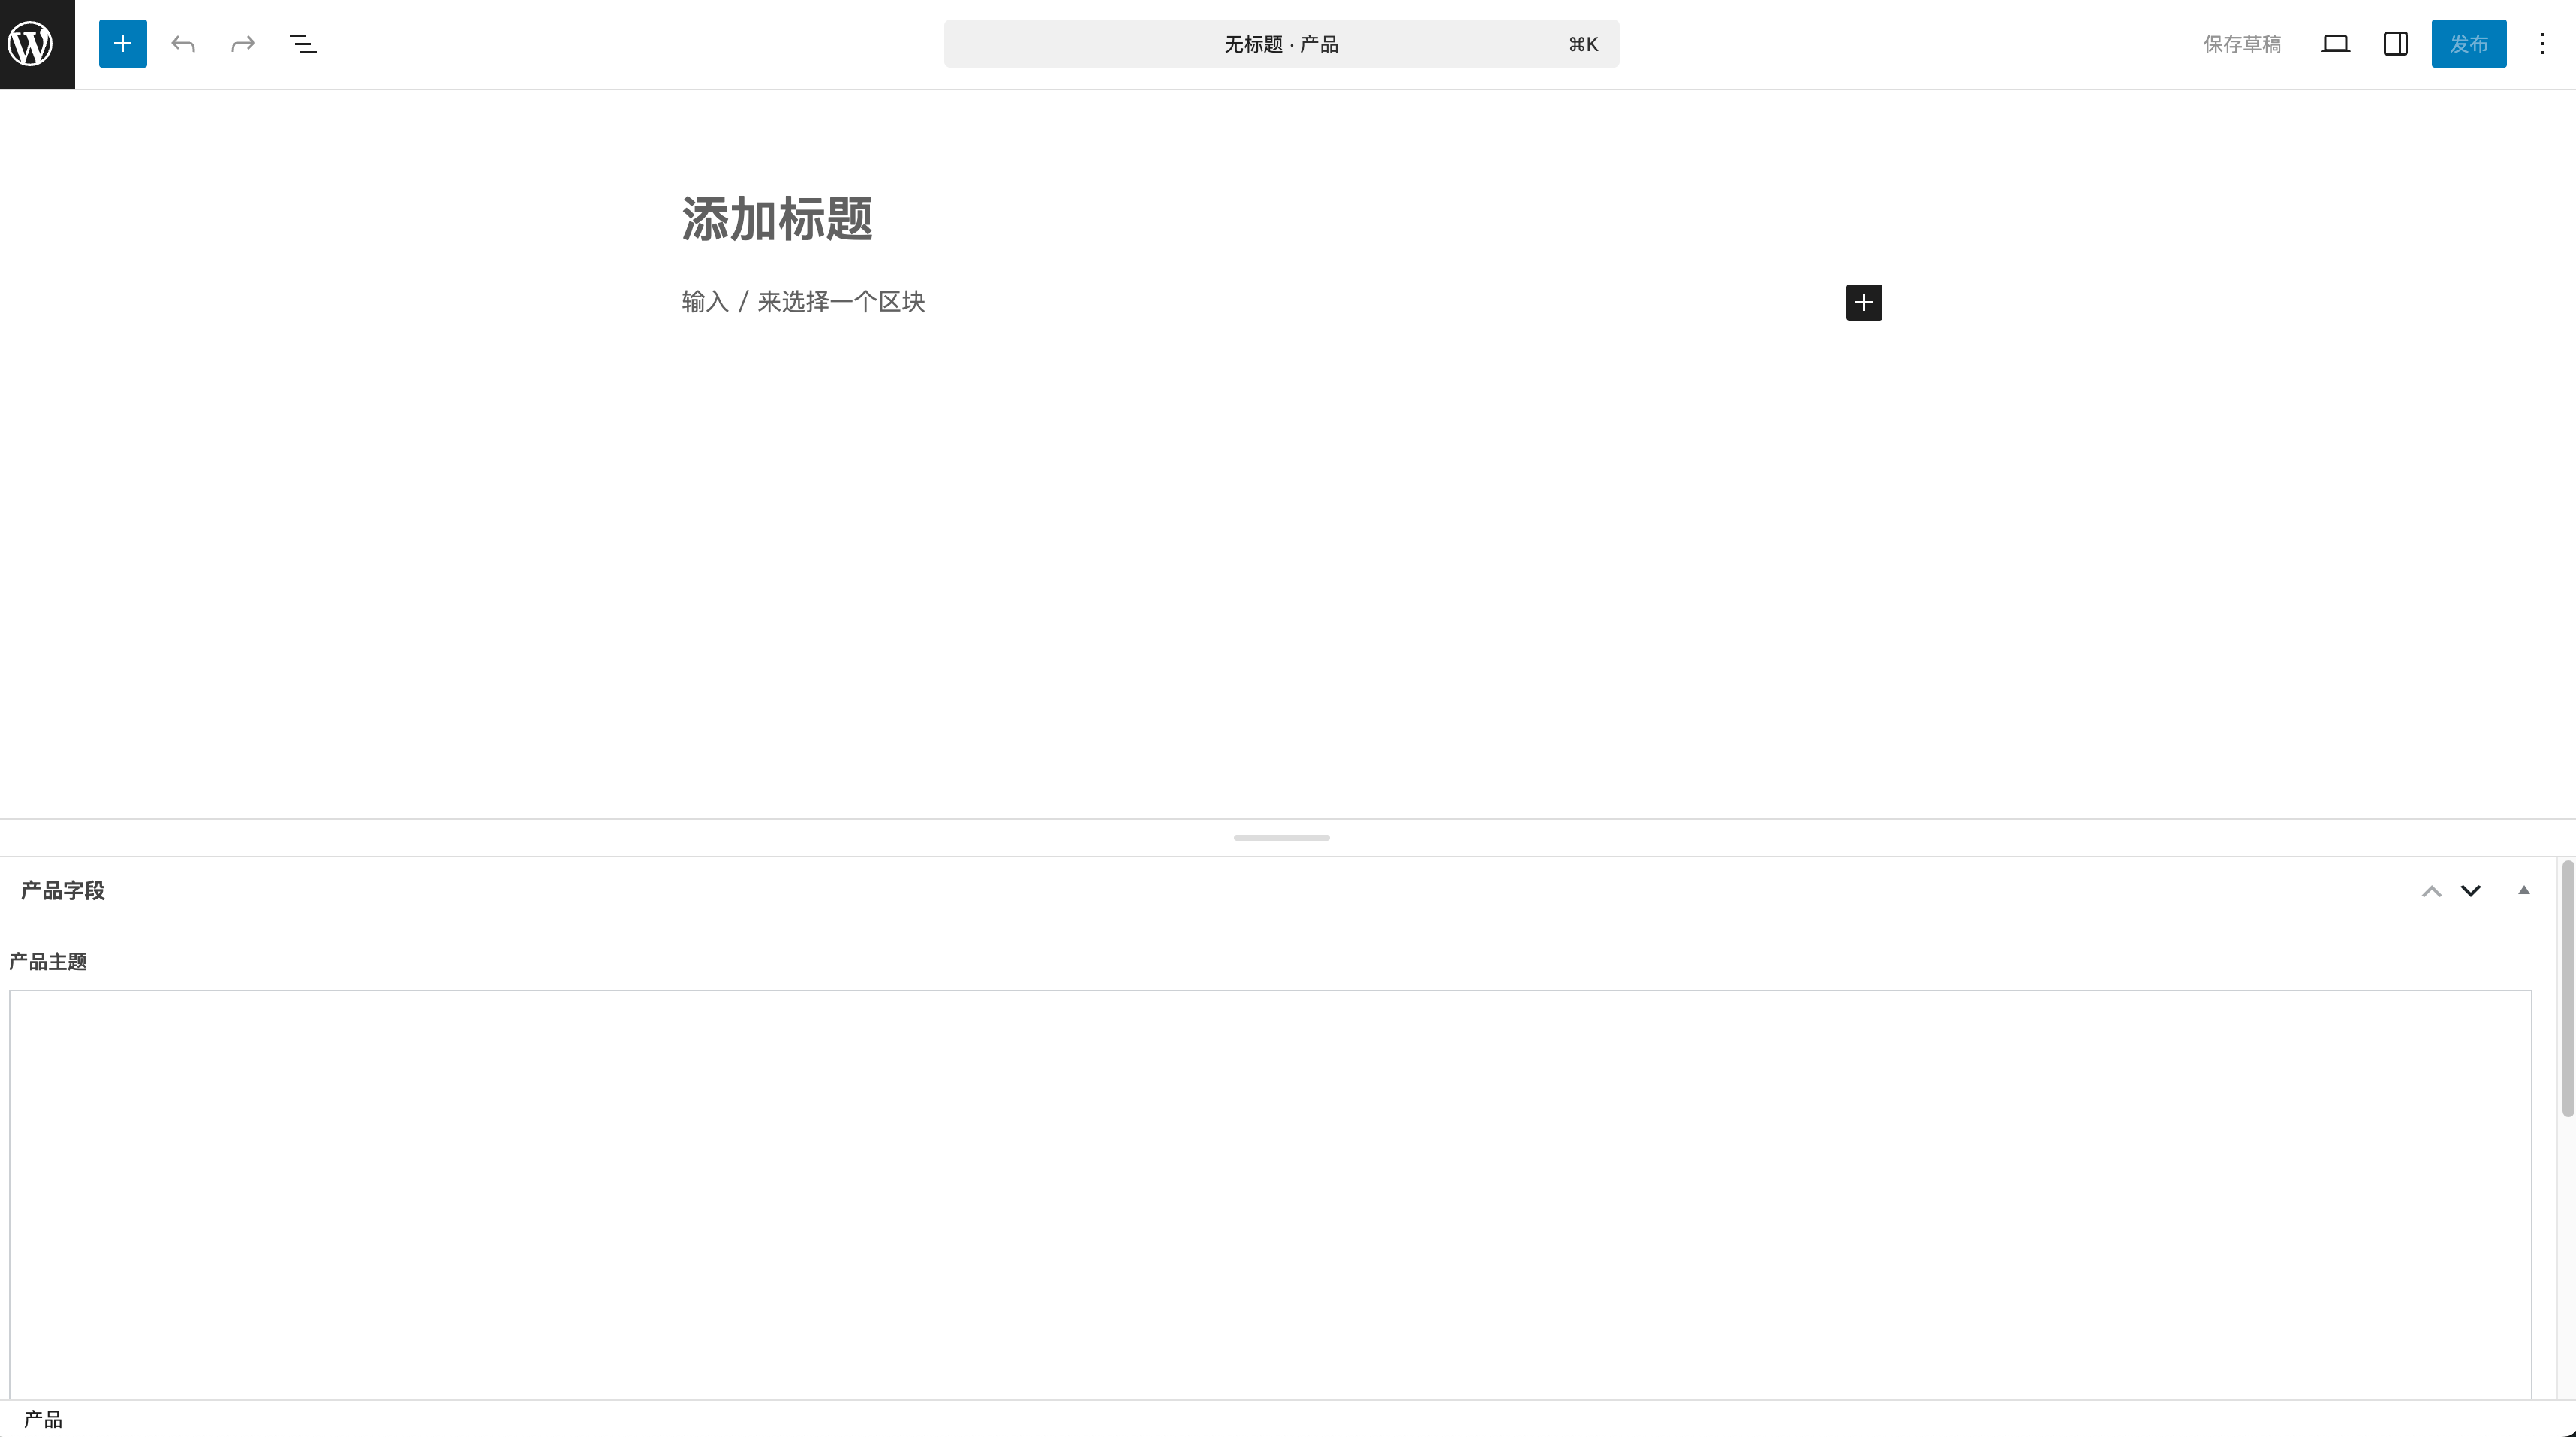 无标题 · 产品 ⌘K
保存草稿
发布
添加标题
输入 / 来选择一个区块
产品字段
产品主题
产品